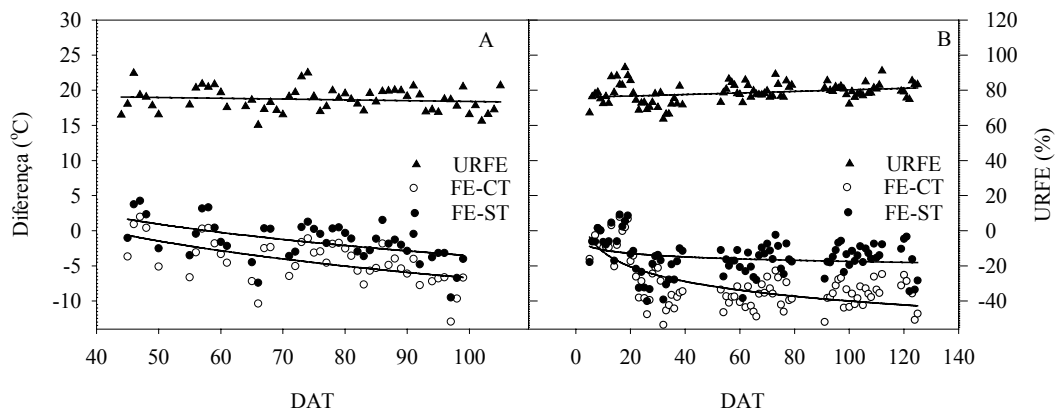 30
25
20
15
10
5
0
-5
-10
Diferença (°C)
A
40 50 60 70 80 90 100
DAT
URFE
FE-CT
FE-ST
B
URFE
FE-CT
FE-ST
0 20 40 60 80 100 120 140
DAT
120
100
80
60
40
20
0
-20
-40
URFE (%)